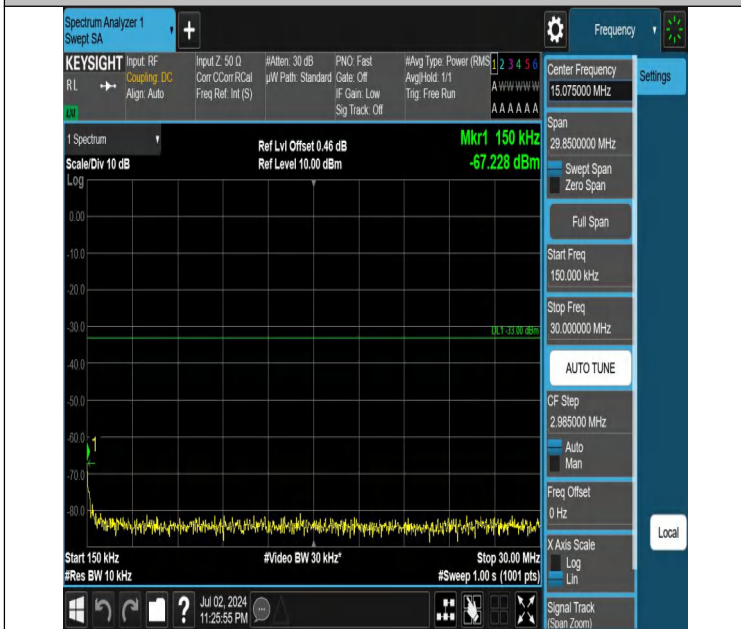 Spectrum Analyzer 1
Swept SA
+
Frequency
KEYSIGHT
RL
Input: RF
Coupling: DC
Align: Auto
Input Z: 50 Ω
Corr CCorr RCal
Freq Ref: Int (S)
#Atten: 30 dB
µW Path: Standard
PNO: Fast
Gate: Off
IF Gain: Low
Sig Track: Off
#Avg Type: Power (RMS
Avg|Hold: 1/1
Trig: Free Run
1 2 3 4 5 6
A W W W W W
A A A A A A
Center Frequency
15.075000 MHz
Settings
1 Spectrum
Scale/Div 10 dB
Log
Ref Lvl Offset 0.46 dB
Ref Level 10.00 dBm
Mkr1 150 kHz
-67.228 dBm
Span
29.8500000 MHz
Swept Span
Zero Span
Full Span
Start Freq
150.000 kHz
Stop Freq
30.000000 MHz
AUTO TUNE
CF Step
2.985000 MHz
Auto
Man
Freq Offset
0 Hz
X Axis Scale
Log
Lin
Signal Track
(Span Zoom)
Local
0.00
-10.0
-20.0
-30.0
DL1 -33.00 dBm
-40.0
-50.0
-60.0
1
-70.0
-80.0
Start 150 kHz
#Video BW 30 kHz*
Stop 30.00 MHz
#Res BW 10 kHz
#Sweep 1.00 s (1001 pts)
?
Jul 02, 2024
11:25:55 PM